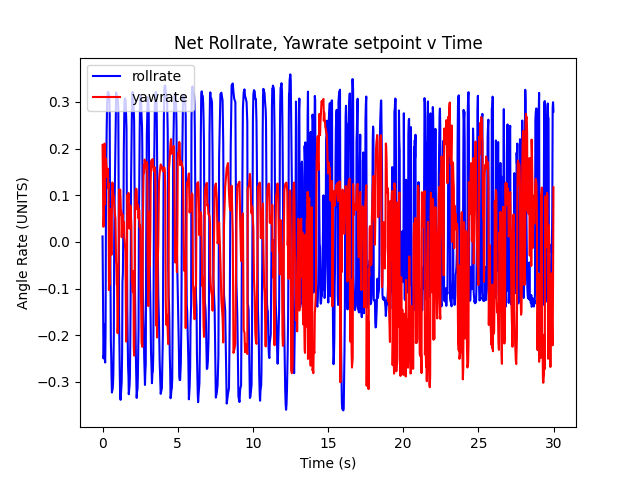 Net Rollrate, Yawrate setpoint v Time
rollrate
yawrate
Angle Rate (UNITS)
0.3
0.2
0.1
0.0
−0.1
−0.2
−0.3
0 5 10 15 20 25 30
Time (s)